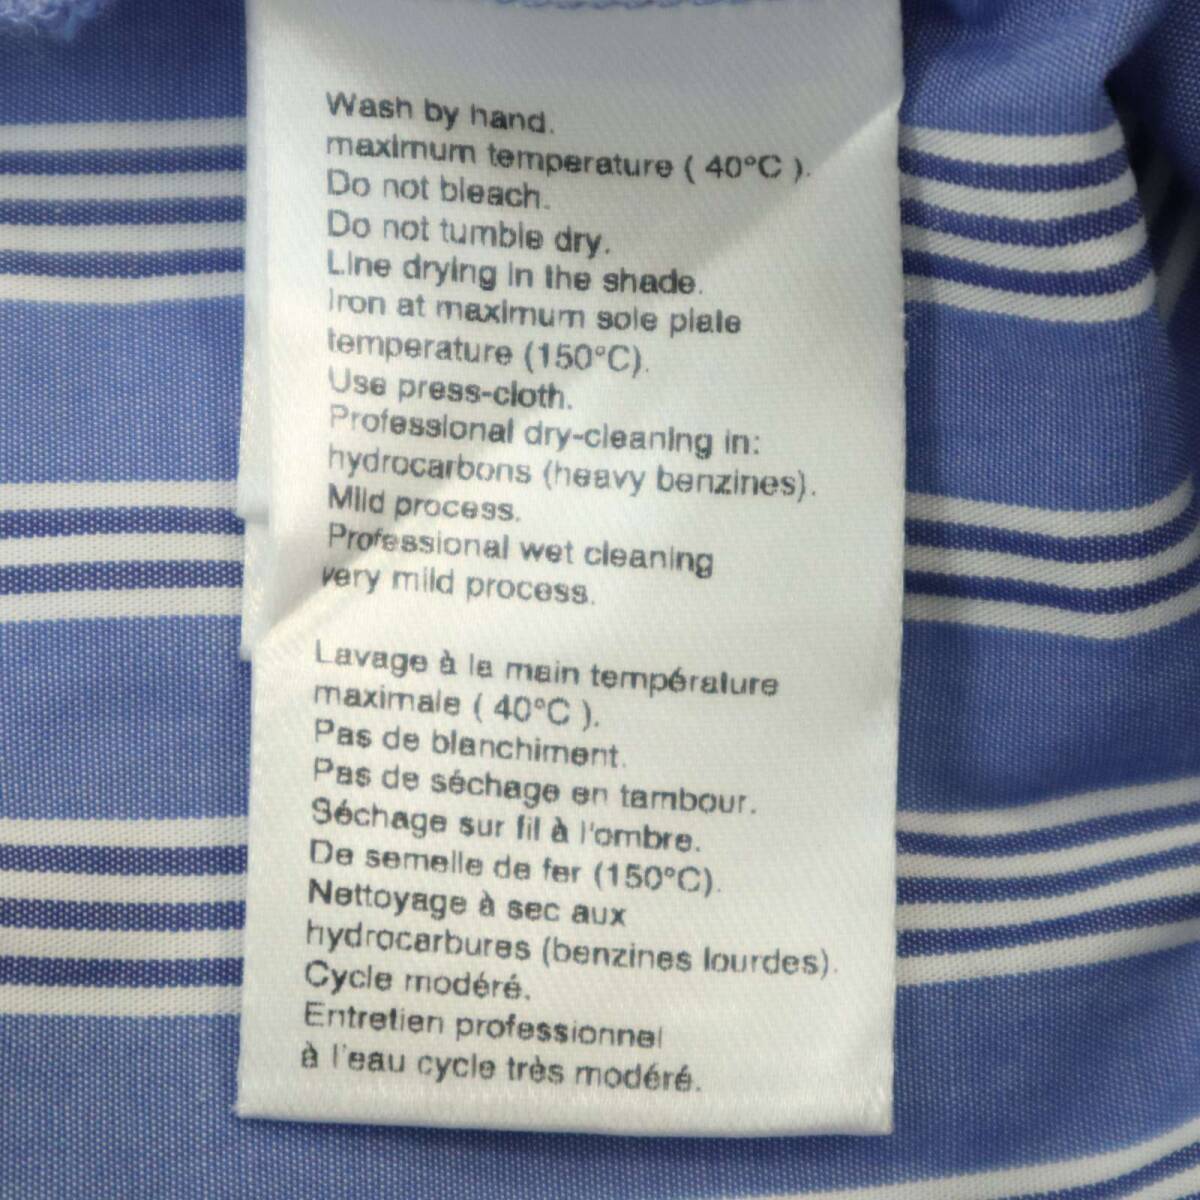 Wash by hand.
maximum temperature ( 40°C ).
Do not bleach.
Do not tumble dry.
Line drying in the shade.
Iron at maximum sole plate
temperature (150°C).
Use press-cloth.
Professional dry-cleaning in:
hydrocarbons (heavy benzines).
Mild process.
Professional wet cleaning
very mild process.
Lavage à la main température
maximale ( 40°C ).
Pas de blanchiment.
Pas de séchage en tambour.
Séchage sur fil à l'ombre.
De semelle de fer (150°C).
Nettoyage à sec aux
hydrocarbures (benzines lourdes).
Cycle modéré.
Entretien professionnel
à l'eau cycle très modéré.